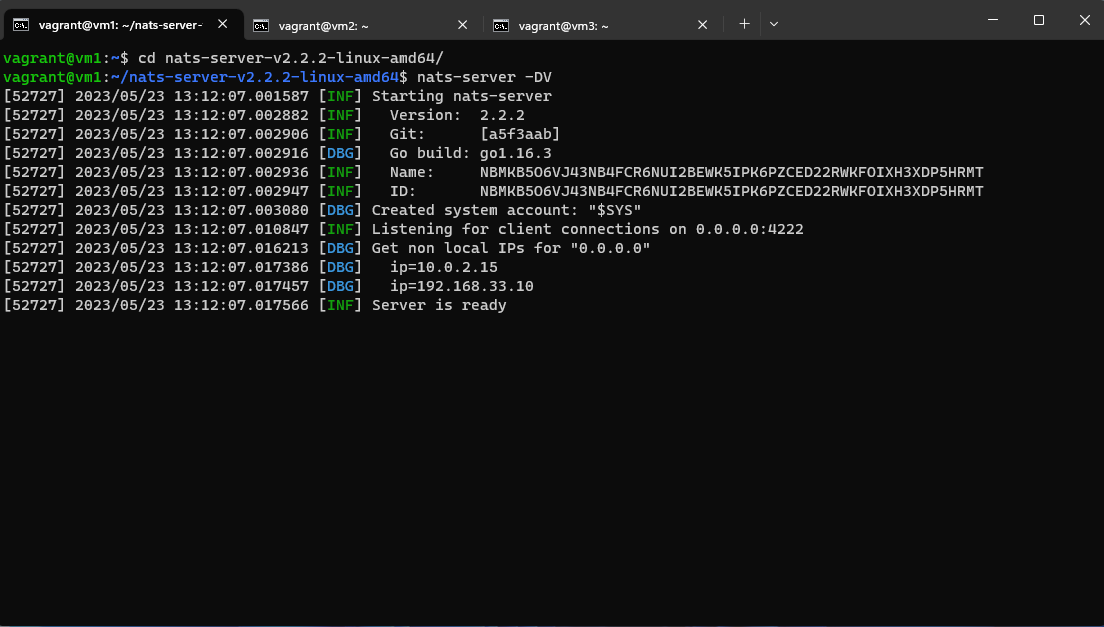 vagrant@vm1: ~/nats-server-
vagrant@vm2: ~
vagrant@vm3: ~
vagrant@vm1:~$ cd nats-server-v2.2.2-linux-amd64/
vagrant@vm1:~/nats-server-v2.2.2-linux-amd64$ nats-server -DV
[52727] 2023/05/23 13:12:07.001587 [INF] Starting nats-server
[52727] 2023/05/23 13:12:07.002882 [INF]   Version:  2.2.2
[52727] 2023/05/23 13:12:07.002906 [INF]   Git:      [a5f3aab]
[52727] 2023/05/23 13:12:07.002916 [DBG]   Go build: go1.16.3
[52727] 2023/05/23 13:12:07.002936 [INF]   Name:     NBMKB5O6VJ43NB4FCR6NUI2BEWK5IPK6PZCED22RWKFOIXH3XDP5HRMT
[52727] 2023/05/23 13:12:07.002947 [INF]   ID:       NBMKB5O6VJ43NB4FCR6NUI2BEWK5IPK6PZCED22RWKFOIXH3XDP5HRMT
[52727] 2023/05/23 13:12:07.003080 [DBG] Created system account: "$SYS"
[52727] 2023/05/23 13:12:07.010847 [INF] Listening for client connections on 0.0.0.0:4222
[52727] 2023/05/23 13:12:07.016213 [DBG] Get non local IPs for "0.0.0.0"
[52727] 2023/05/23 13:12:07.017386 [DBG]   ip=10.0.2.15
[52727] 2023/05/23 13:12:07.017457 [DBG]   ip=192.168.33.10
[52727] 2023/05/23 13:12:07.017566 [INF] Server is ready